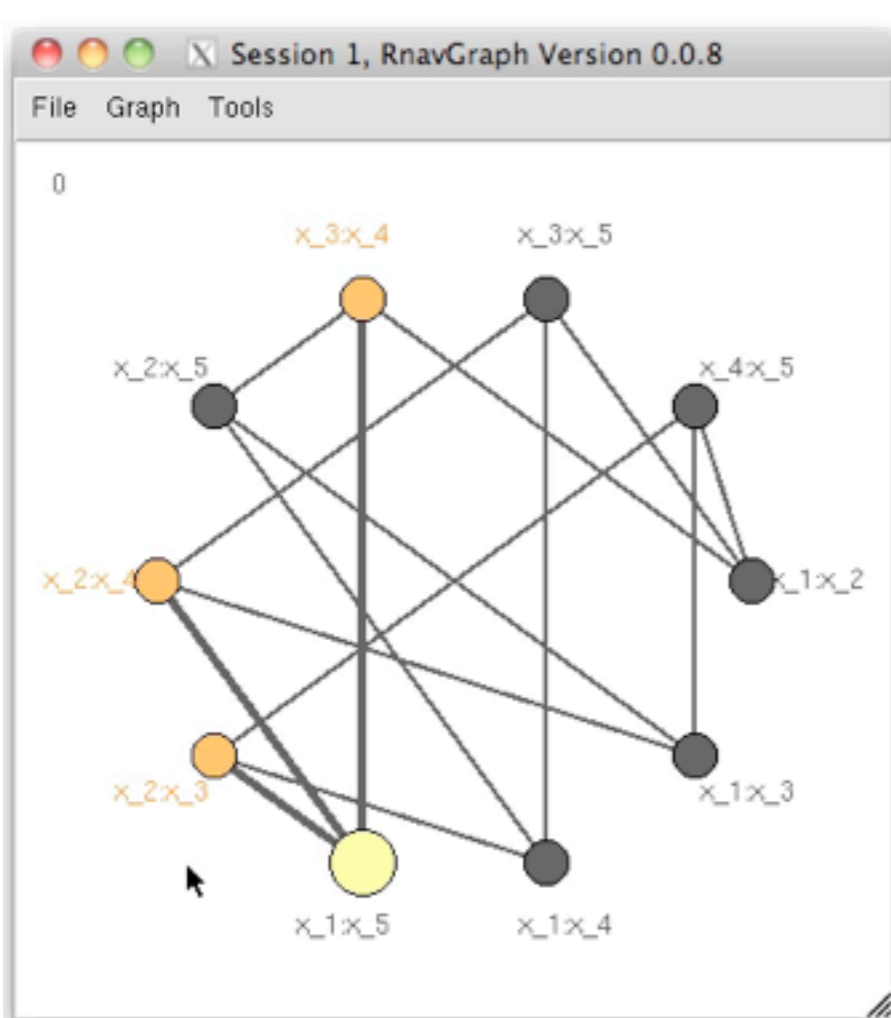 X Session 1, RnavGraph Version 0.0.8
File Graph Tools
0
x_3:x_4 x_3:x_5
x_2:x_5 x_4:x_5
x_2:x_4 x_1:x_2
x_2:x_3 x_1:x_3
x_1:x_5 x_1:x_4